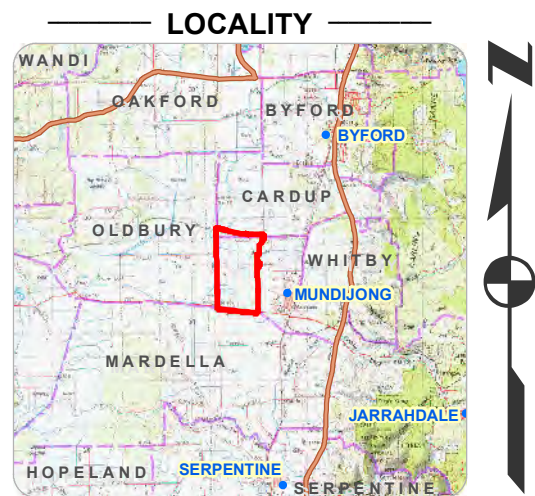 LOCALITY
N
WANDI
OAKFORD
BYFORD
BYFORD
CARDUP
OLDBURY
WHITBY
MUNDIJONG
MARDELLA
JARRAHDALE
HOPELAND
SERPENTINE
SERPENTINE